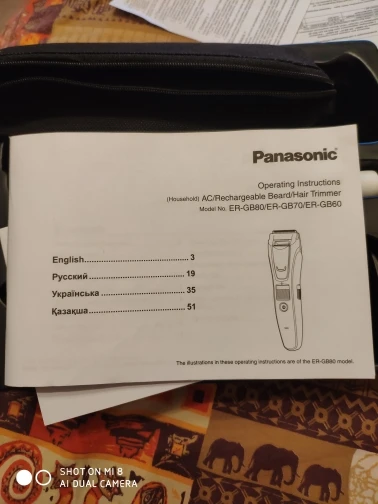 Panasonic
Operating Instructions
(Household) AC/Rechargeable Beard/Hair Trimmer
Model No. ER-GB80/ER-GB70/ER-GB60
English............................................... 3
Русский............................................ 19
Українська........................................ 35
Қазақша............................................ 51
The illustrations in these operating instructions are of the ER-GB80 model.
SHOT ON MI 8
AI DUAL CAMERA